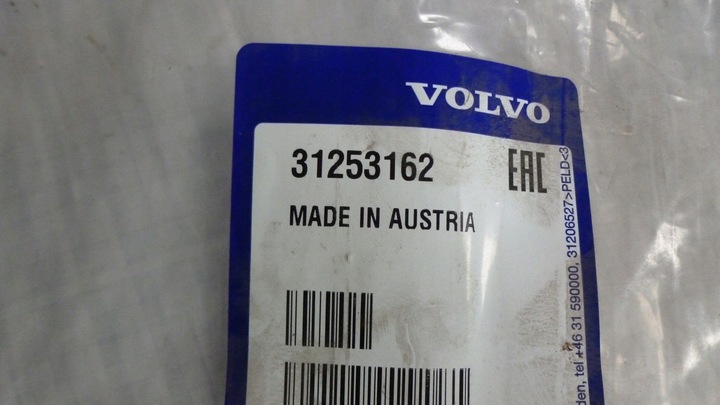 VOLVO
31253162
EAC
MADE IN AUSTRIA
den, tel +46 31 590000, 31206527>PELD<3